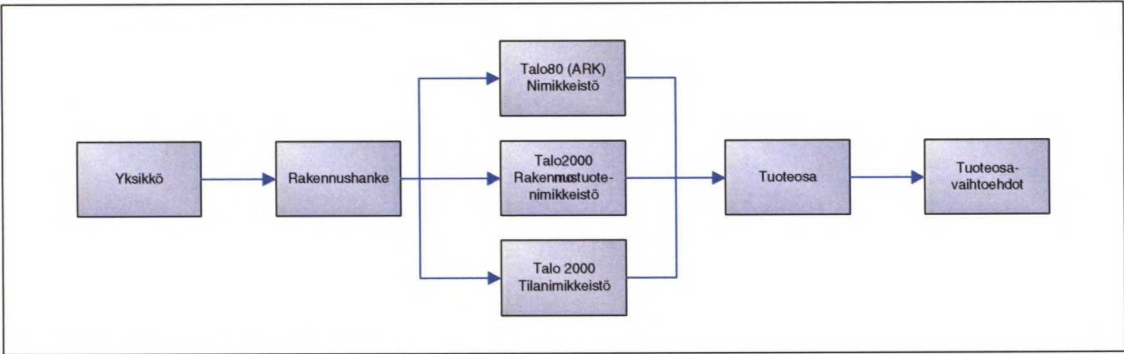 Yksikkö
Rakennushanke
Talo80 (ARK)
Nimikkeistö
Talo2000
Rakennustuote-
nimikkeistö
Talo 2000
Tilanimikkeistö
Tuoteosa
Tuoteosa-
vaihtoehdot